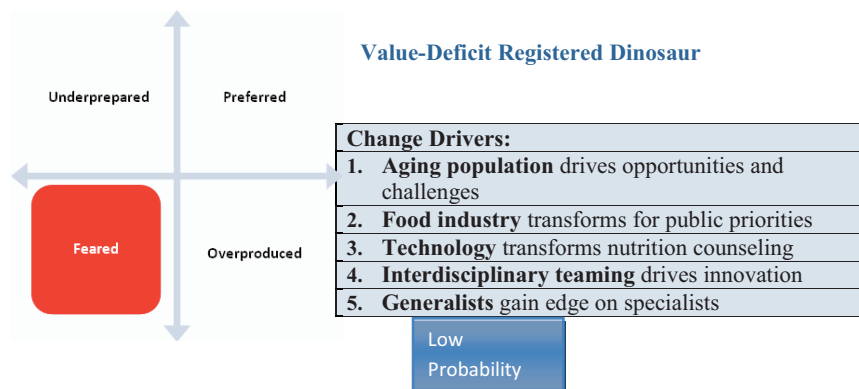 Value-Deficit Registered Dinosaur
Underprepared
Preferred
Feared
Overproduced
Change Drivers:
1. Aging population drives opportunities and
challenges
2. Food industry transforms for public priorities
3. Technology transforms nutrition counseling
4. Interdisciplinary teaming drives innovation
5. Generalists gain edge on specialists
Low
Probability